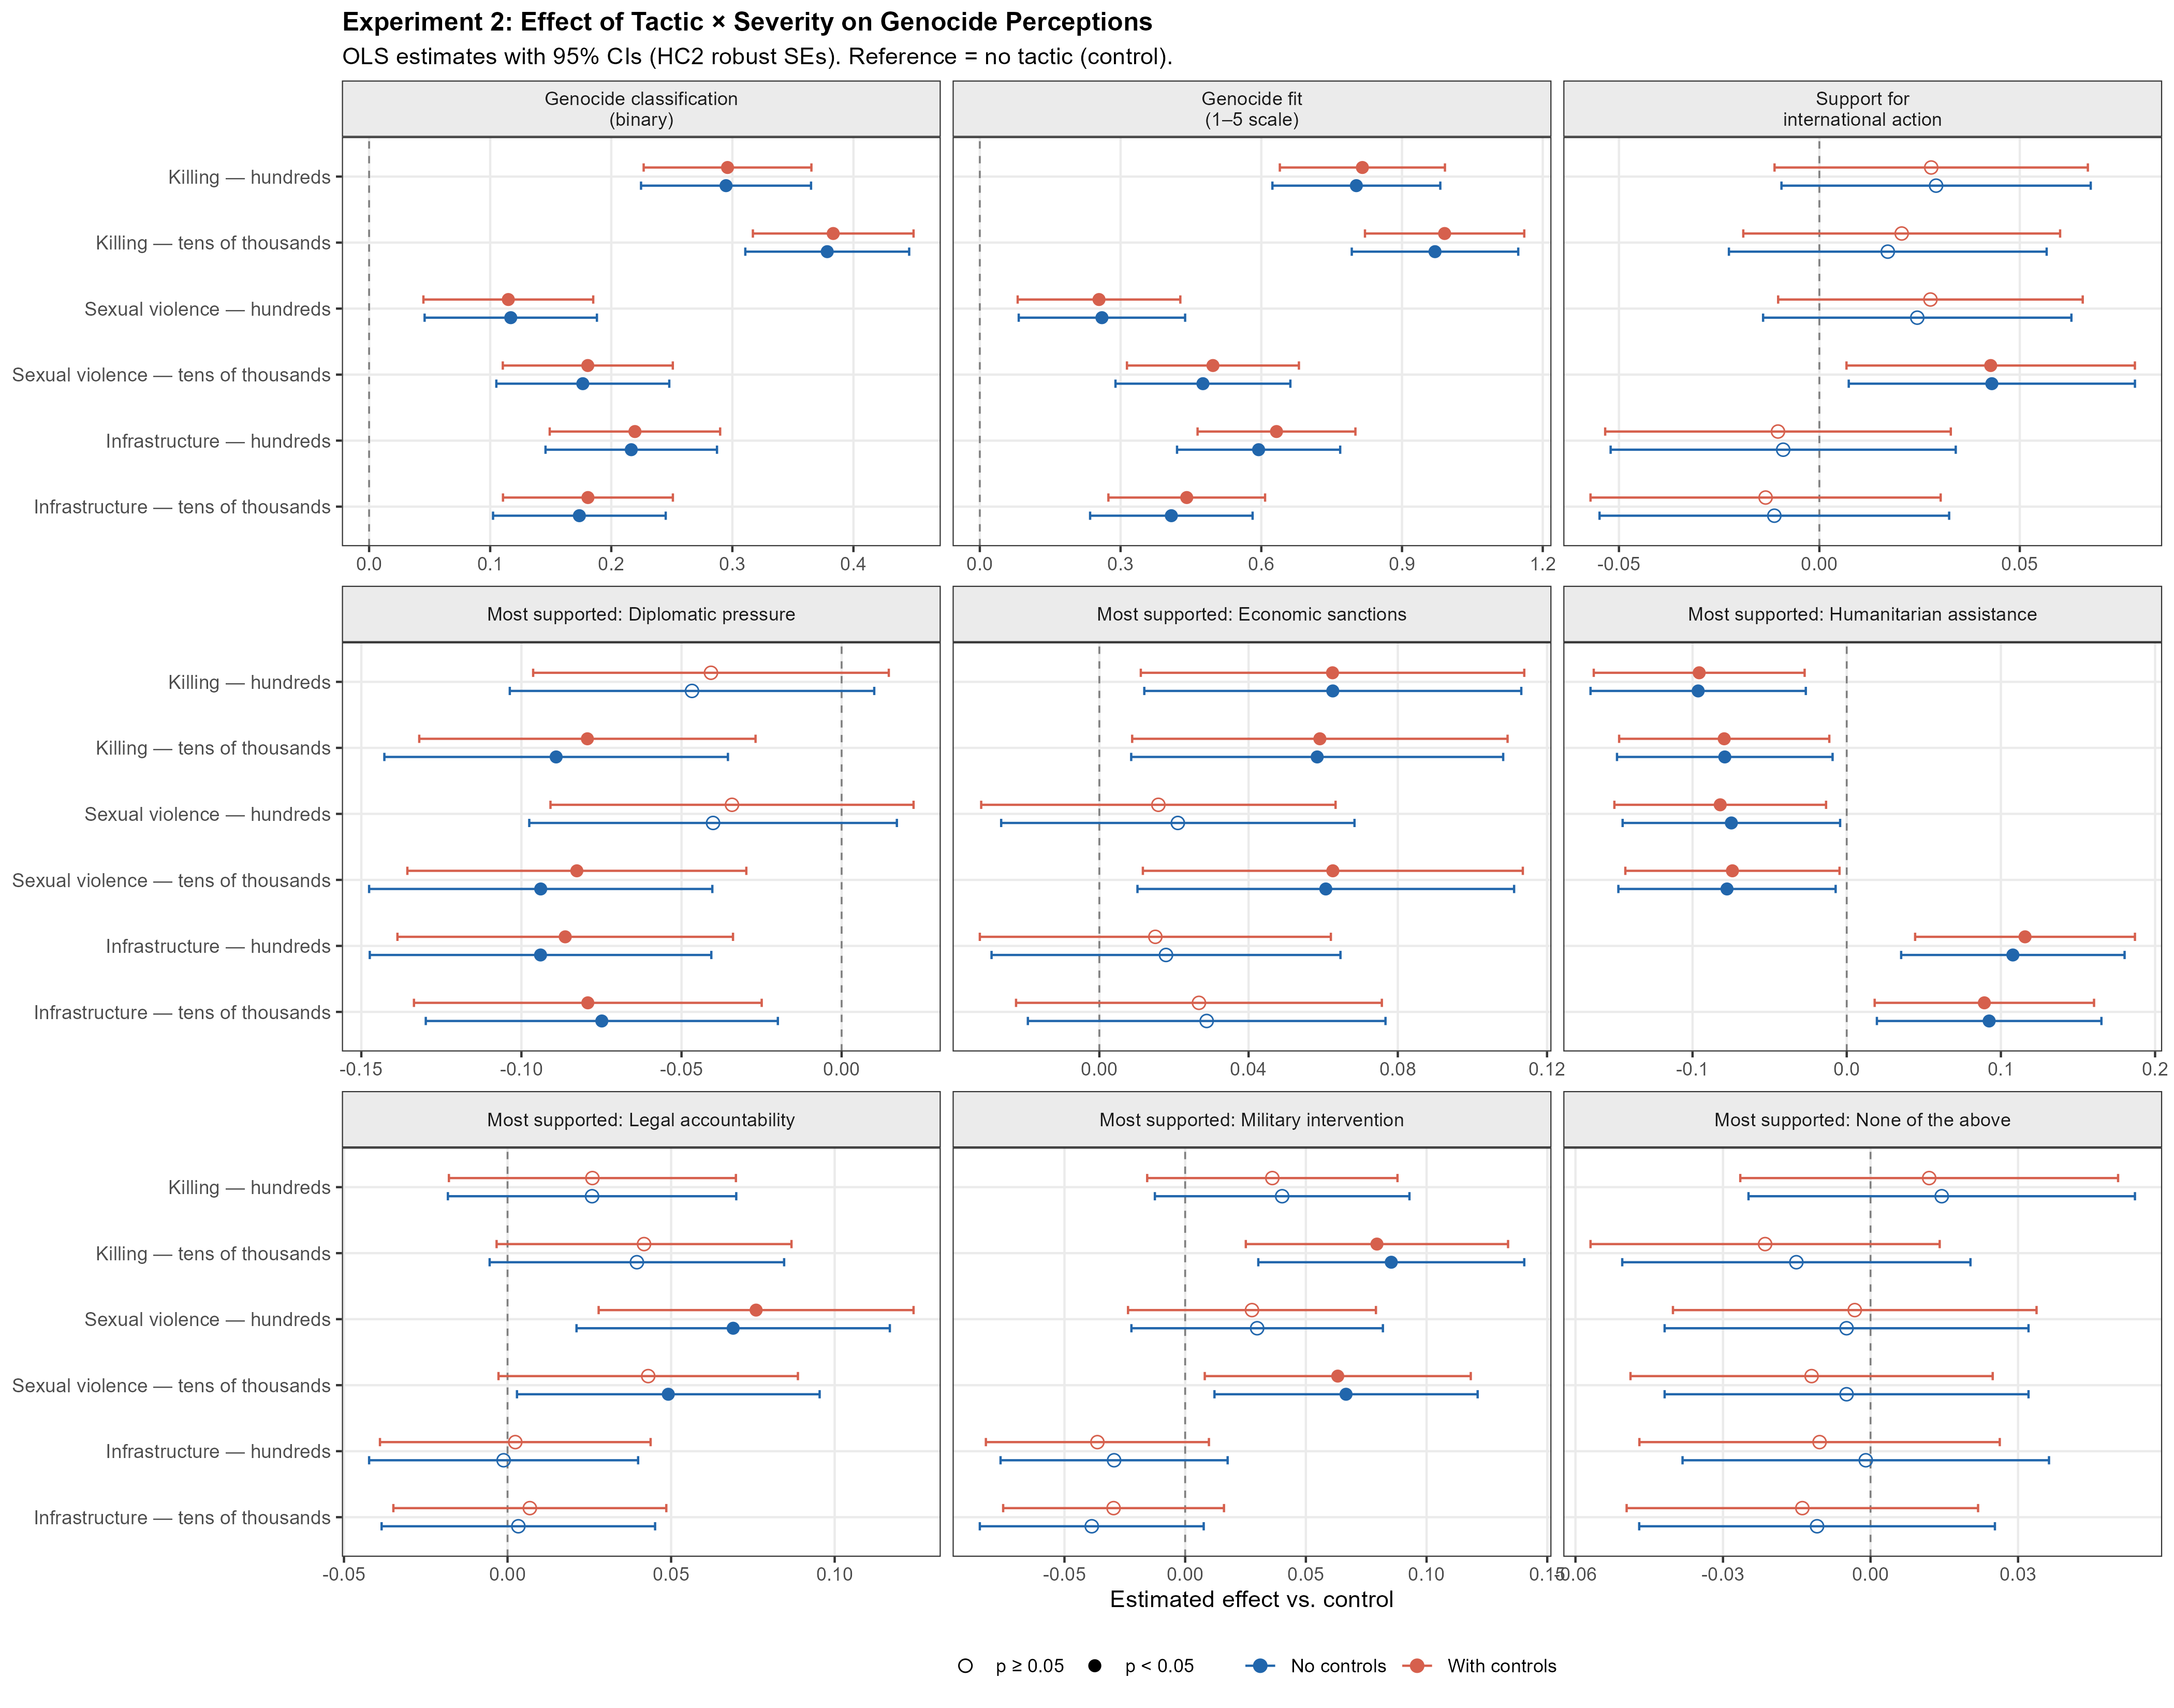 Experiment 2: Effect of Tactic × Severity on Genocide Perceptions
OLS estimates with 95% CIs (HC2 robust SEs). Reference = no tactic (control).
Genocide classification
(binary)
Genocide fit
(1–5 scale)
Support for
international action
Killing — hundreds
Killing — tens of thousands
Sexual violence — hundreds
Sexual violence — tens of thousands
Infrastructure — hundreds
Infrastructure — tens of thousands
0.0 0.1 0.2 0.3 0.4
0.0 0.3 0.6 0.9 1.2
-0.05 0.00 0.05
Most supported: Diplomatic pressure
Most supported: Economic sanctions
Most supported: Humanitarian assistance
Killing — hundreds
Killing — tens of thousands
Sexual violence — hundreds
Sexual violence — tens of thousands
Infrastructure — hundreds
Infrastructure — tens of thousands
-0.15 -0.10 -0.05 0.00
0.00 0.04 0.08 0.12
-0.1 0.0 0.1 0.2
Most supported: Legal accountability
Most supported: Military intervention
Most supported: None of the above
Killing — hundreds
Killing — tens of thousands
Sexual violence — hundreds
Sexual violence — tens of thousands
Infrastructure — hundreds
Infrastructure — tens of thousands
-0.05 0.00 0.05 0.10
-0.05 0.00 0.05 0.10 0.15
-0.06 -0.03 0.00 0.03
Estimated effect vs. control
p ≥ 0.05 p < 0.05 No controls With controls